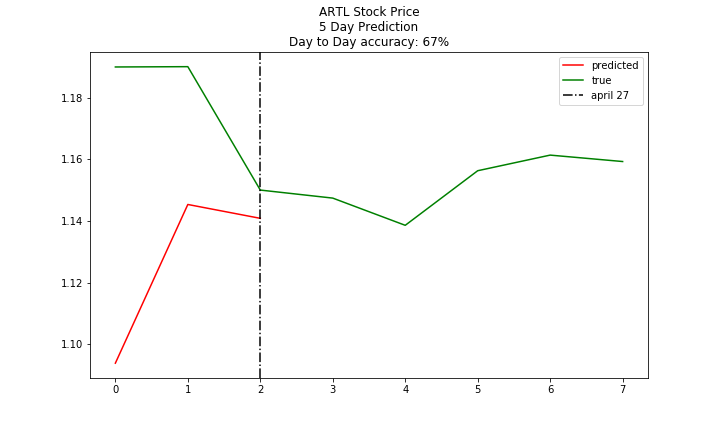 ARTL Stock Price
5 Day Prediction
Day to Day accuracy: 67%
predicted
true
april 27
1.18
1.16
1.14
1.12
1.10
0 1 2 3 4 5 6 7